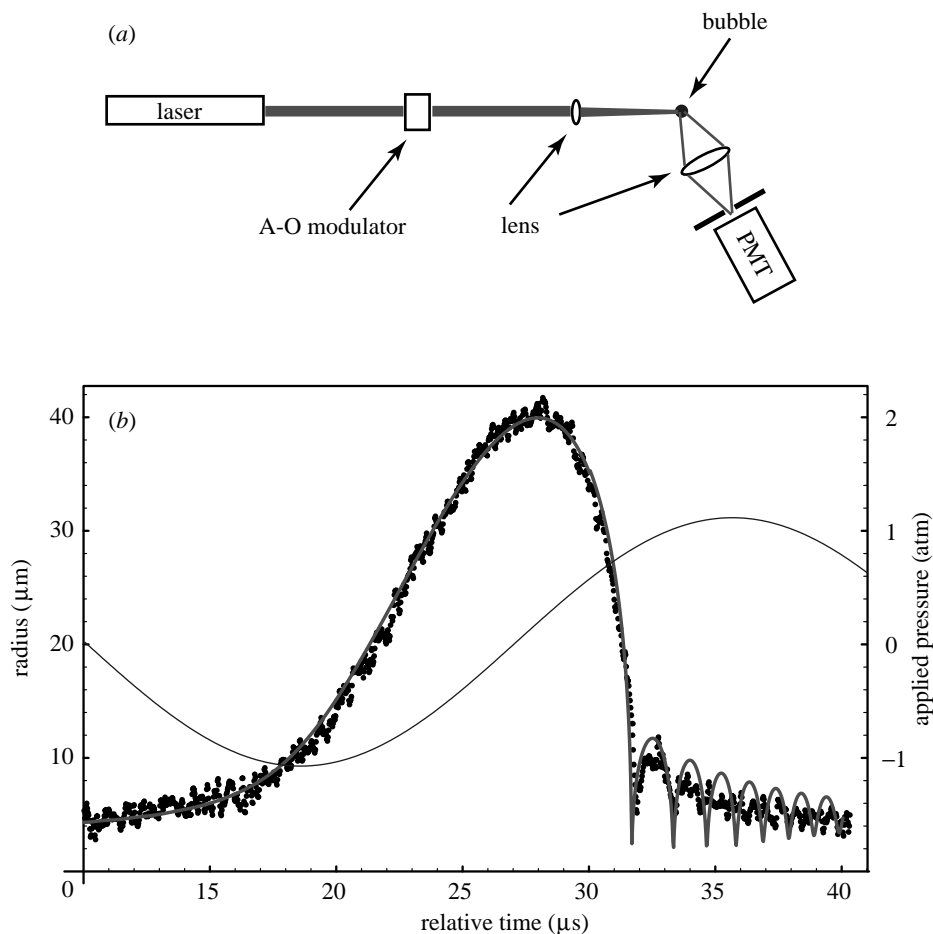 (a)
bubble
laser
A-O modulator
lens
PMT
(b)
radius (μm)
40
30
20
10
0
15
20
25
30
35
40
relative time (μs)
2
1
0
−1
applied pressure (atm)